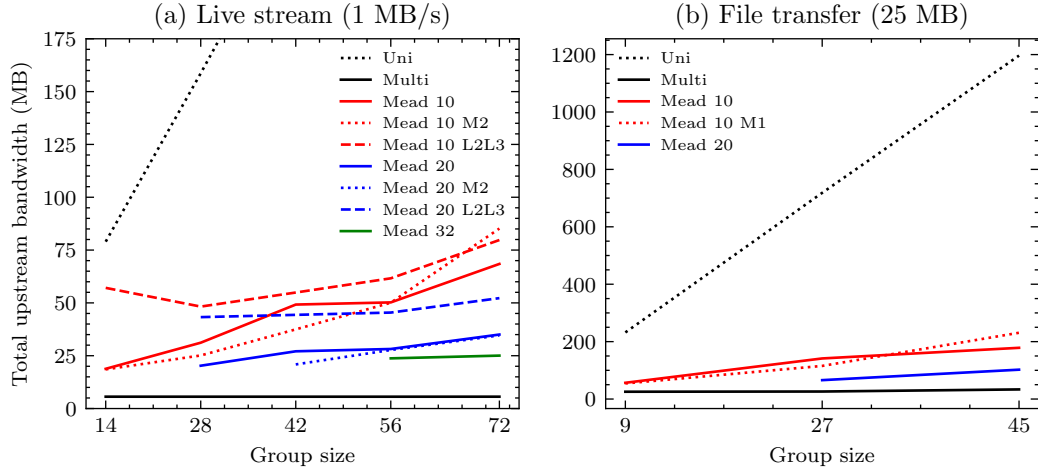 (a) Live stream (1 MB/s)
Total upstream bandwidth (MB)
175
150
125
100
75
50
25
0
14
28
42
56
72
Group size
Uni
Multi
Mead 10
Mead 10 M2
Mead 10 L2L3
Mead 20
Mead 20 M2
Mead 20 L2L3
Mead 32
(b) File transfer (25 MB)
1200
1000
800
600
400
200
0
9
27
45
Group size
Uni
Multi
Mead 10
Mead 10 M1
Mead 20